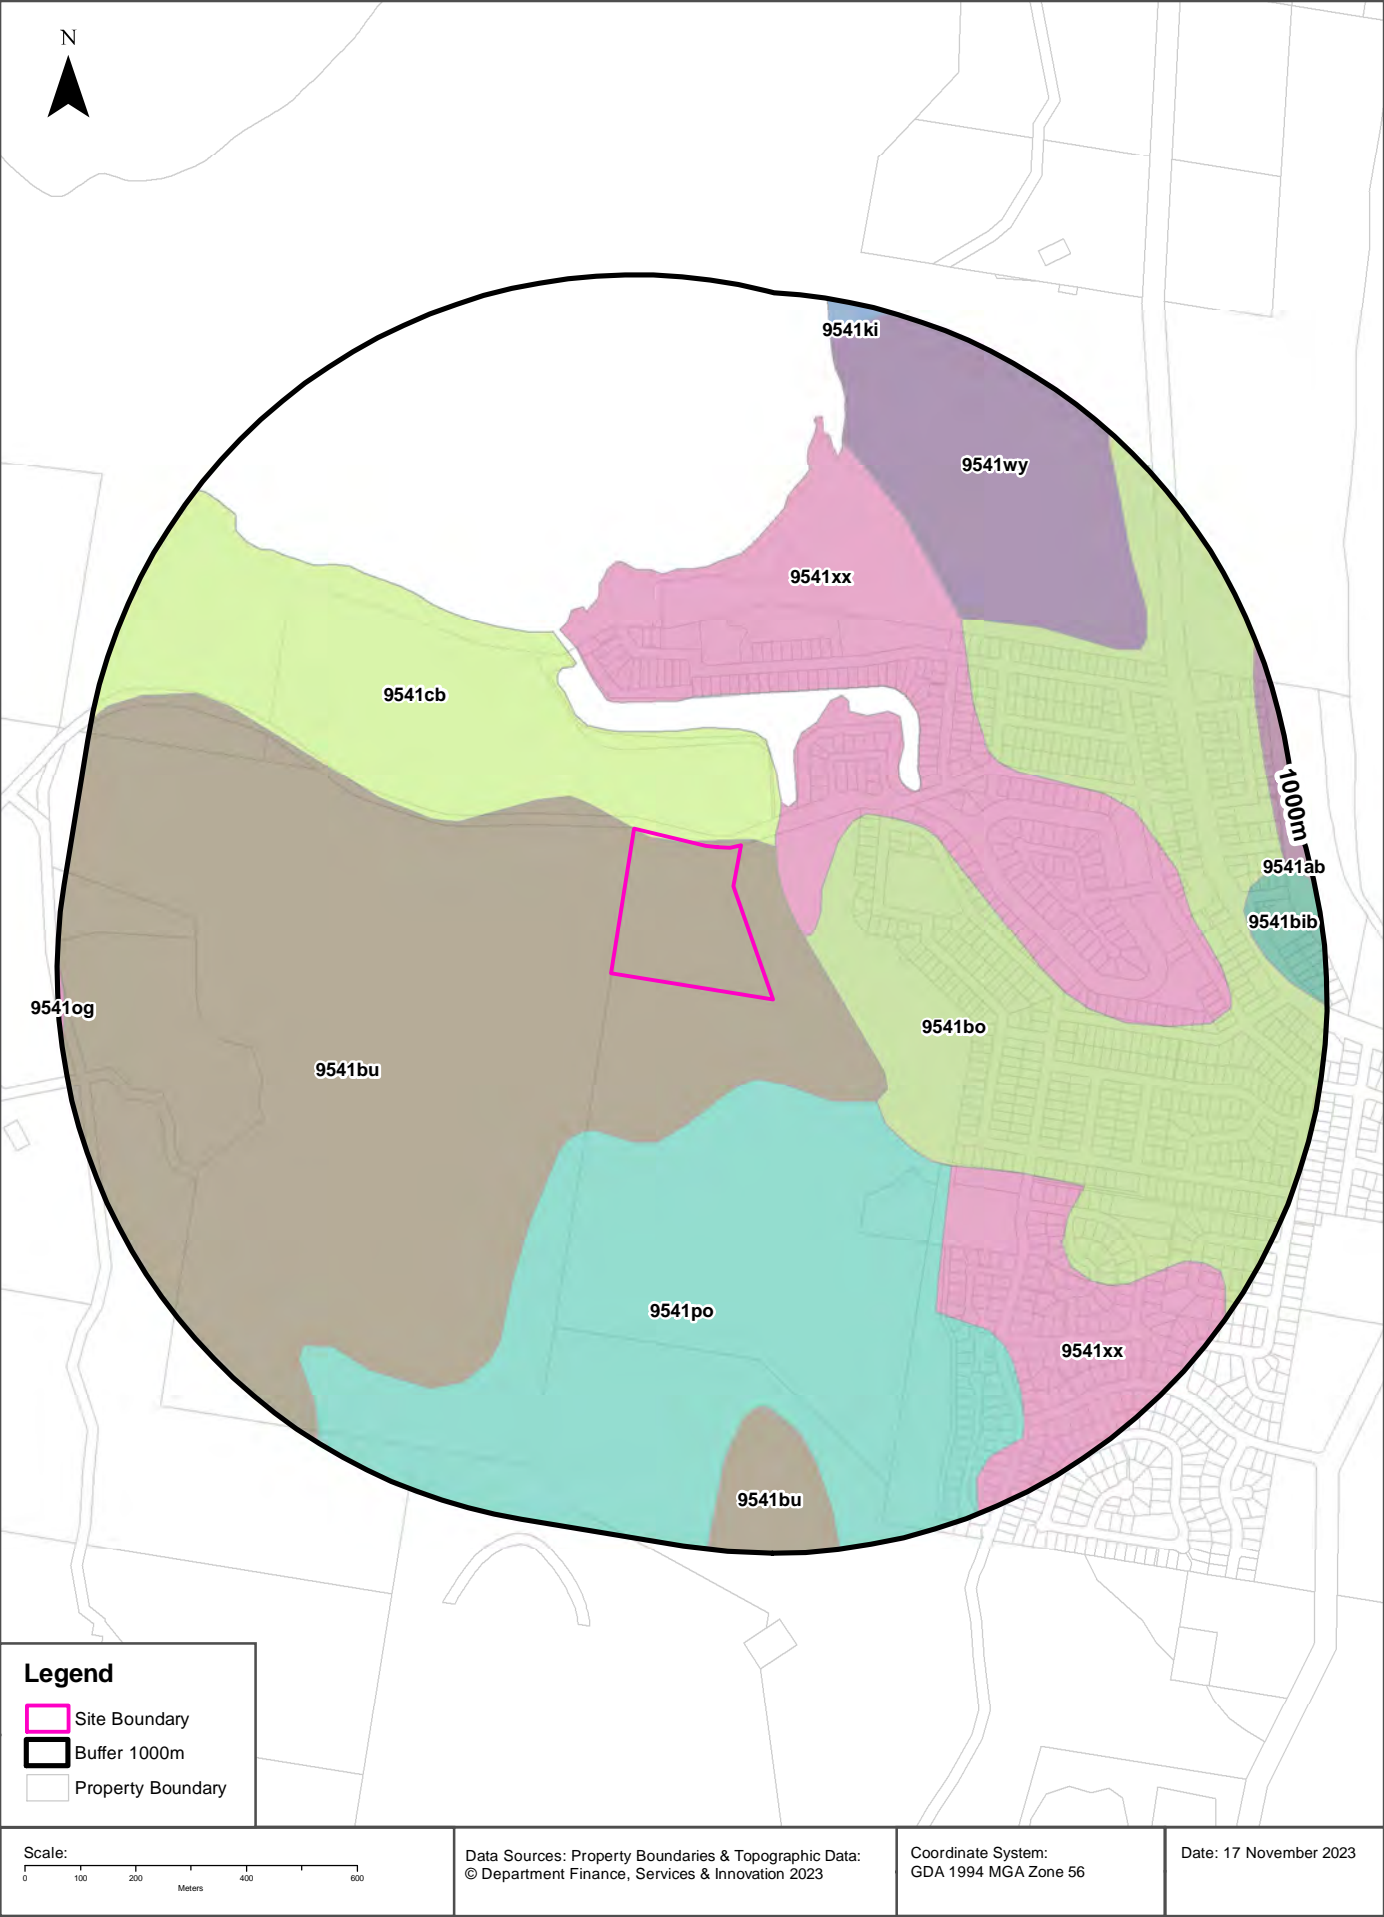 N
9541ki
9541wy
9541xx
9541cb
1000m
9541ab
9541bib
9541og
9541bo
9541bu
9541po
9541xx
9541bu
Legend
Site Boundary
Buffer 1000m
Property Boundary
Scale:
0 100 200 400 600
Meters
Data Sources: Property Boundaries & Topographic Data:
© Department Finance, Services & Innovation 2023
Coordinate System:
GDA 1994 MGA Zone 56
Date: 17 November 2023